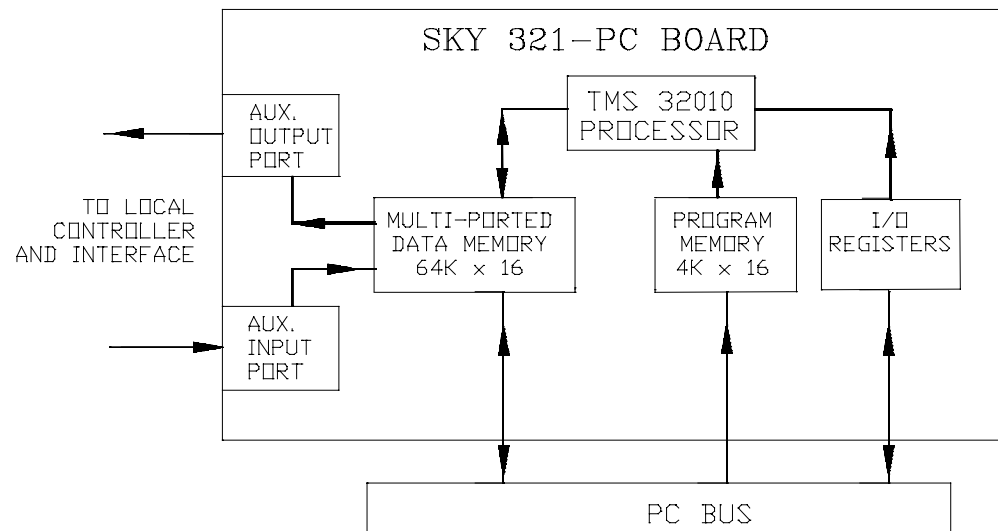 SKY 321-PC BOARD
TMS 32010
PROCESSOR
AUX.
OUTPUT
PORT
TO LOCAL
CONTROLLER
AND INTERFACE
MULTI-PORTED
DATA MEMORY
64K x 16
PROGRAM
MEMORY
4K x 16
I/O
REGISTERS
AUX.
INPUT
PORT
PC BUS